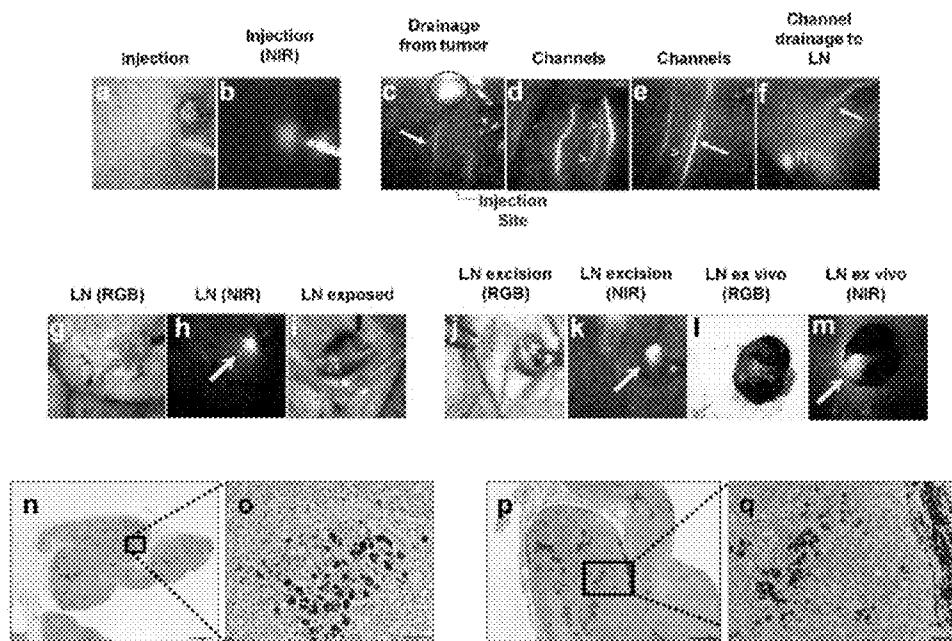 Injection
Injection
(NIR)
Drainage
from tumor
Channels
Channels
Channel
drainage to
LN
a
b
c
d
e
f
Injection
Site
LN (RGB)
LN (NIR)
LN exposed
LN excision
(RGB)
LN excision
(NIR)
LN ex vivo
(RGB)
LN ex vivo
(NIR)
g
h
i
j
k
l
m
n
o
p
q